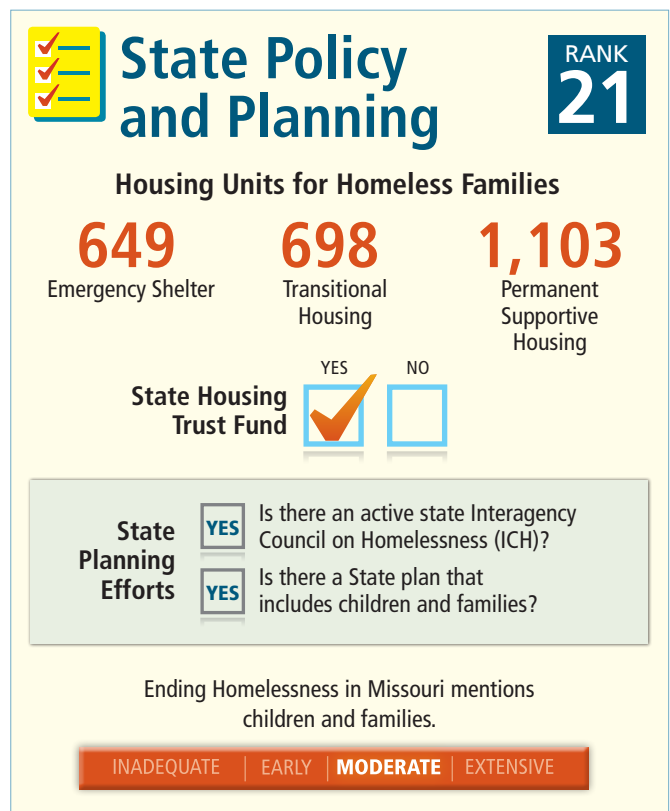 State Policy
and Planning
RANK
21
Housing Units for Homeless Families
649
Emergency Shelter
698
Transitional
Housing
1,103
Permanent
Supportive
Housing
YES
NO
State Housing
Trust Fund
State
Planning
Efforts
YES
Is there an active state Interagency
Council on Homelessness (ICH)?
YES
Is there a State plan that
includes children and families?
Ending Homelessness in Missouri mentions
children and families.
INADEQUATE | EARLY | MODERATE | EXTENSIVE